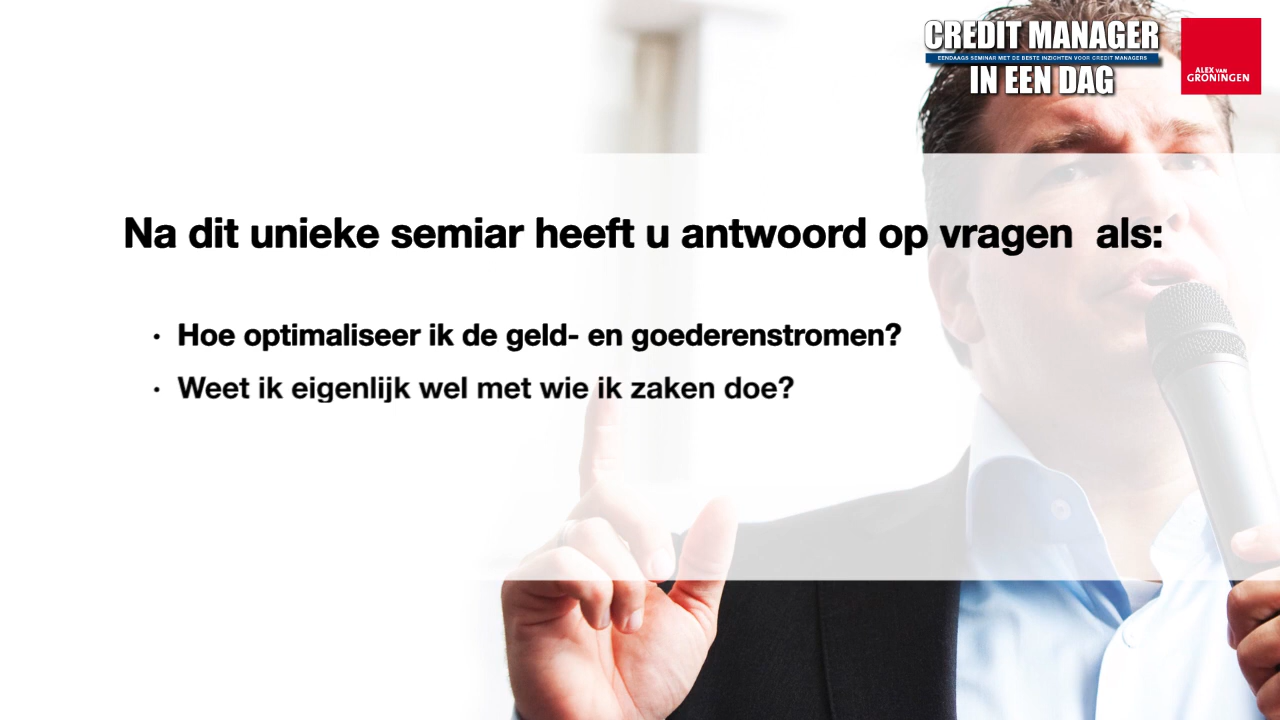 CREDIT MANAGER
EENDAAGS SEMINAR MET DE BESTE INZICHTEN VOOR CREDIT MANAGERS
IN EEN DAG
ALEX VAN
GRONINGEN
Na dit unieke semiar heeft u antwoord op vragen  als:
· Hoe optimaliseer ik de geld- en goederenstromen?
· Weet ik eigenlijk wel met wie ik zaken doe?